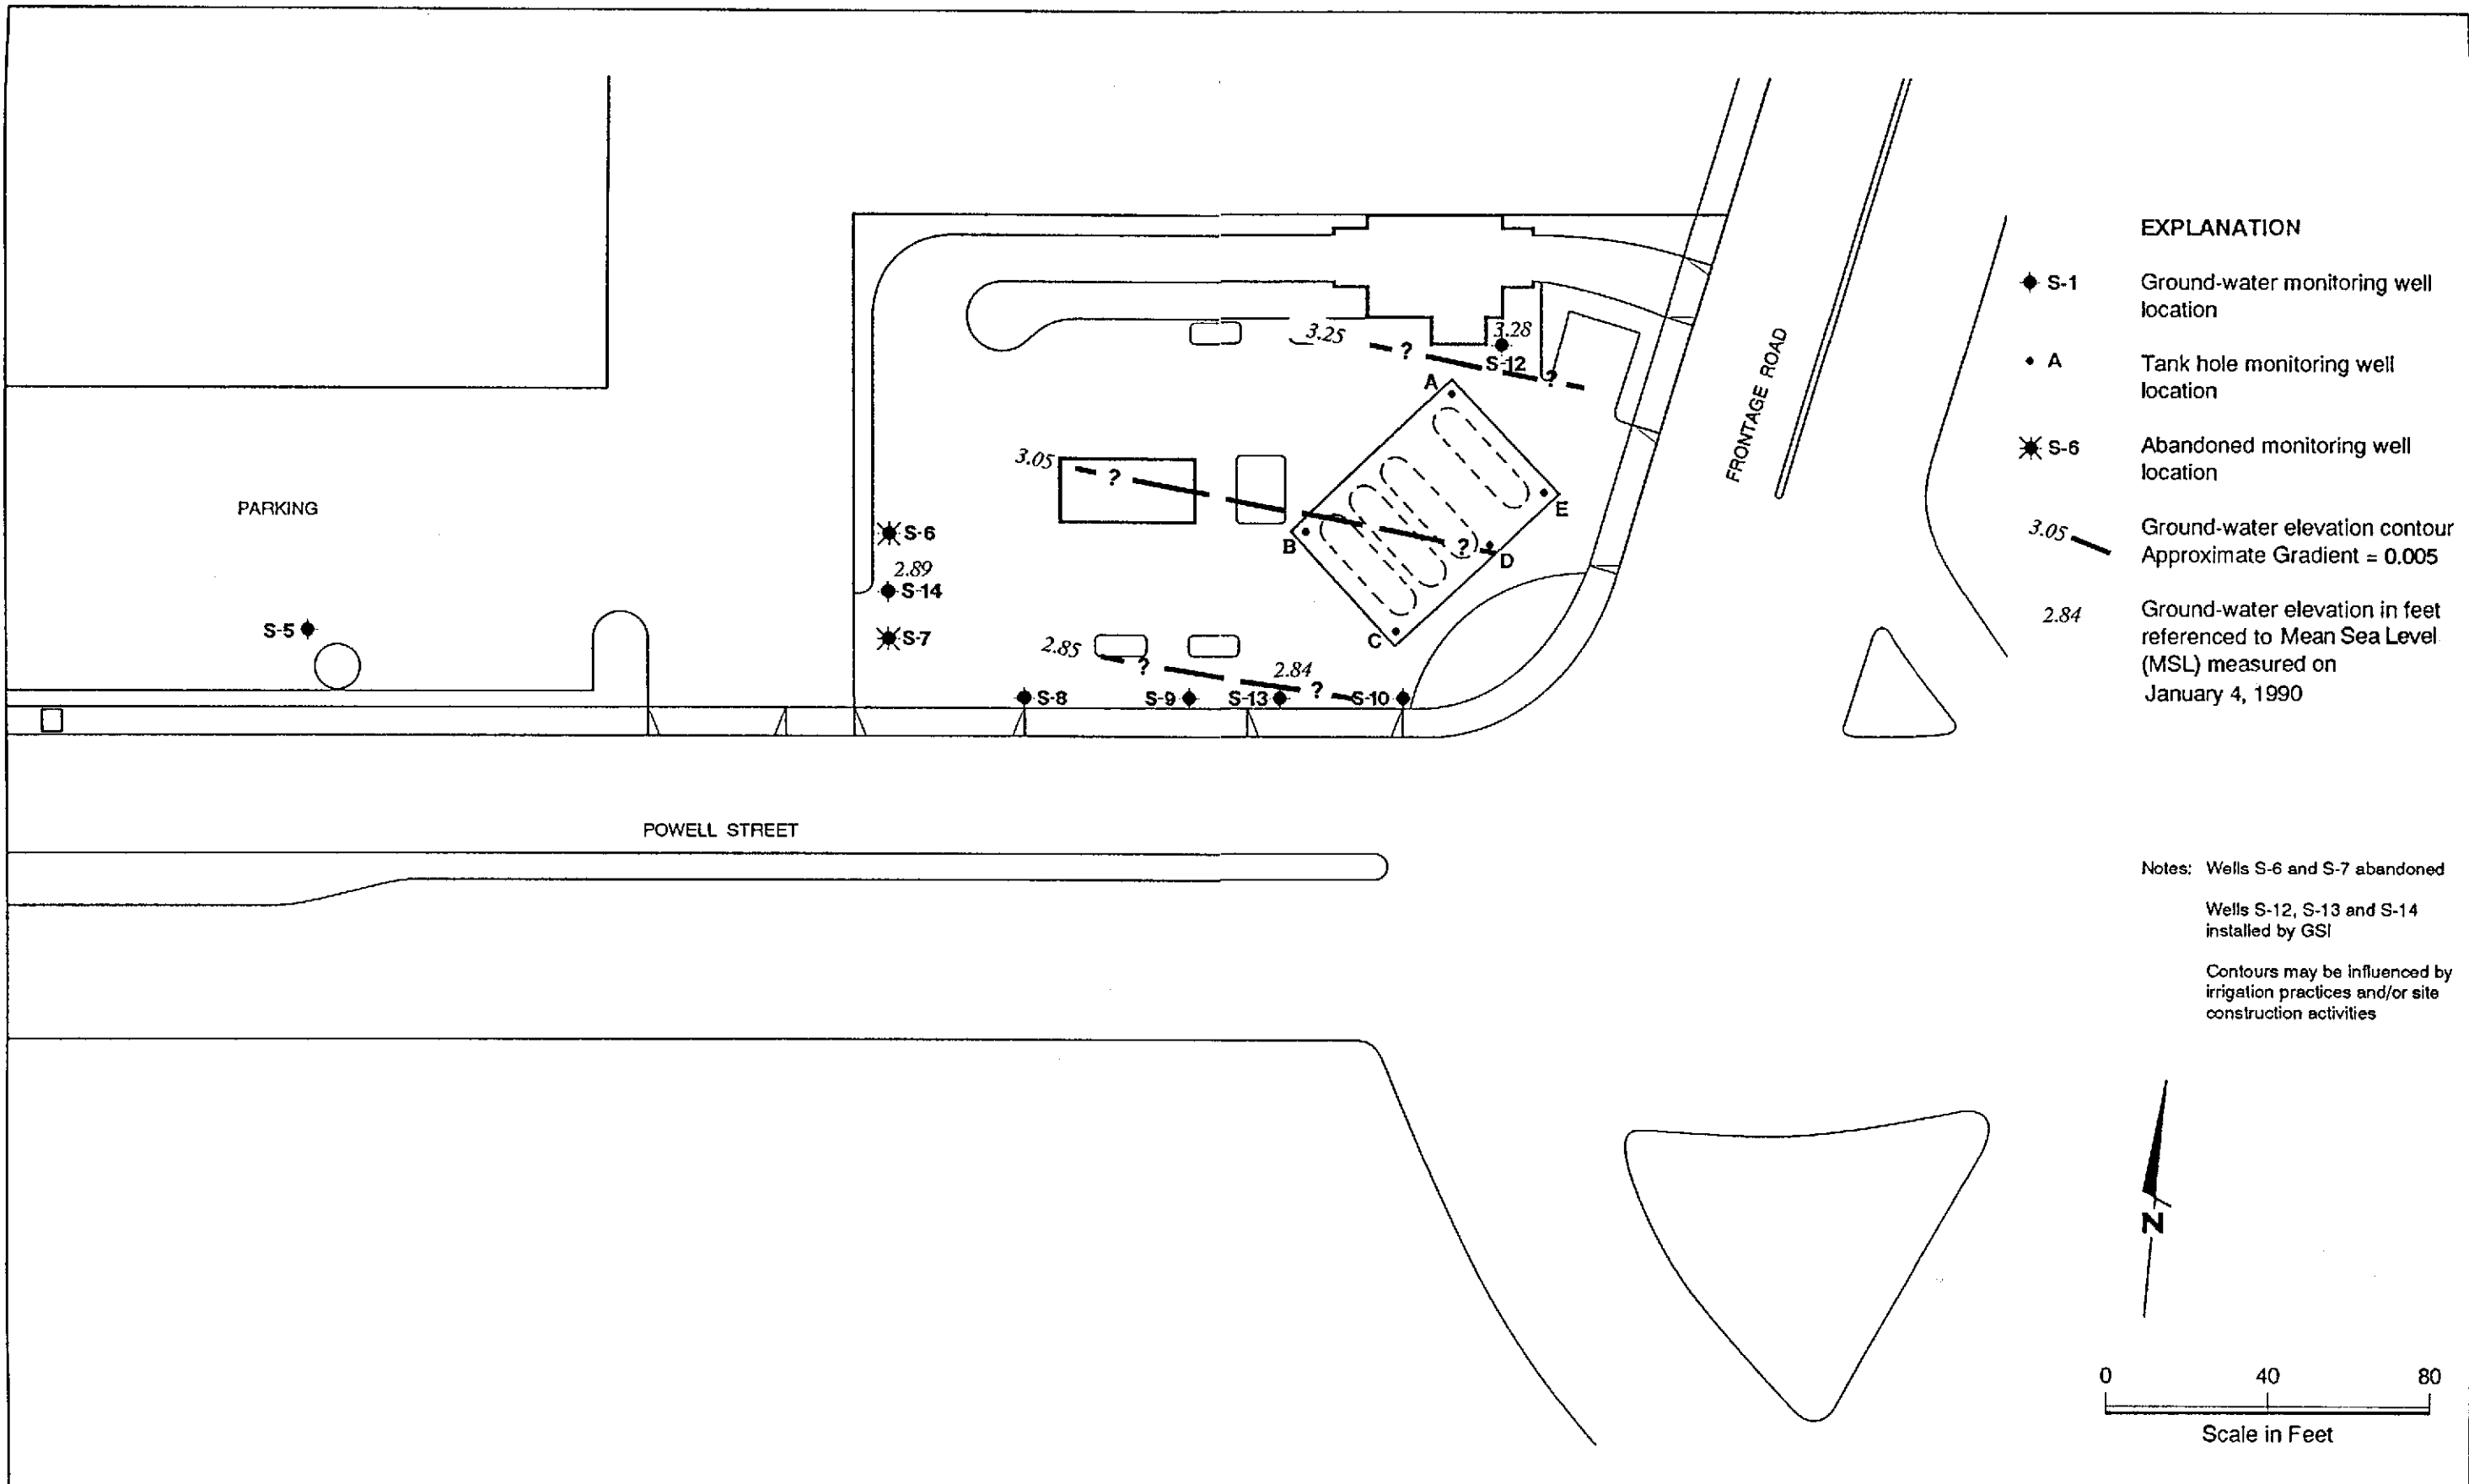 3.25
?
3.28
S-12
?
A
3.05
?
E
B
?
D
PARKING
S-6
2.89
S-14
S-5
S-7
C
2.85
?
2.84
?
S-8
S-9
S-13
S-10
FRONTAGE ROAD
POWELL STREET
EXPLANATION
S-1 Ground-water monitoring well
location
A Tank hole monitoring well
location
S-6 Abandoned monitoring well
location
3.05 Ground-water elevation contour
Approximate Gradient = 0.005
2.84 Ground-water elevation in feet
referenced to Mean Sea Level
(MSL) measured on
January 4, 1990
Notes: Wells S-6 and S-7 abandoned
Wells S-12, S-13 and S-14
installed by GSI
Contours may be influenced by
irrigation practices and/or site
construction activities
N
0 40 80
Scale in Feet